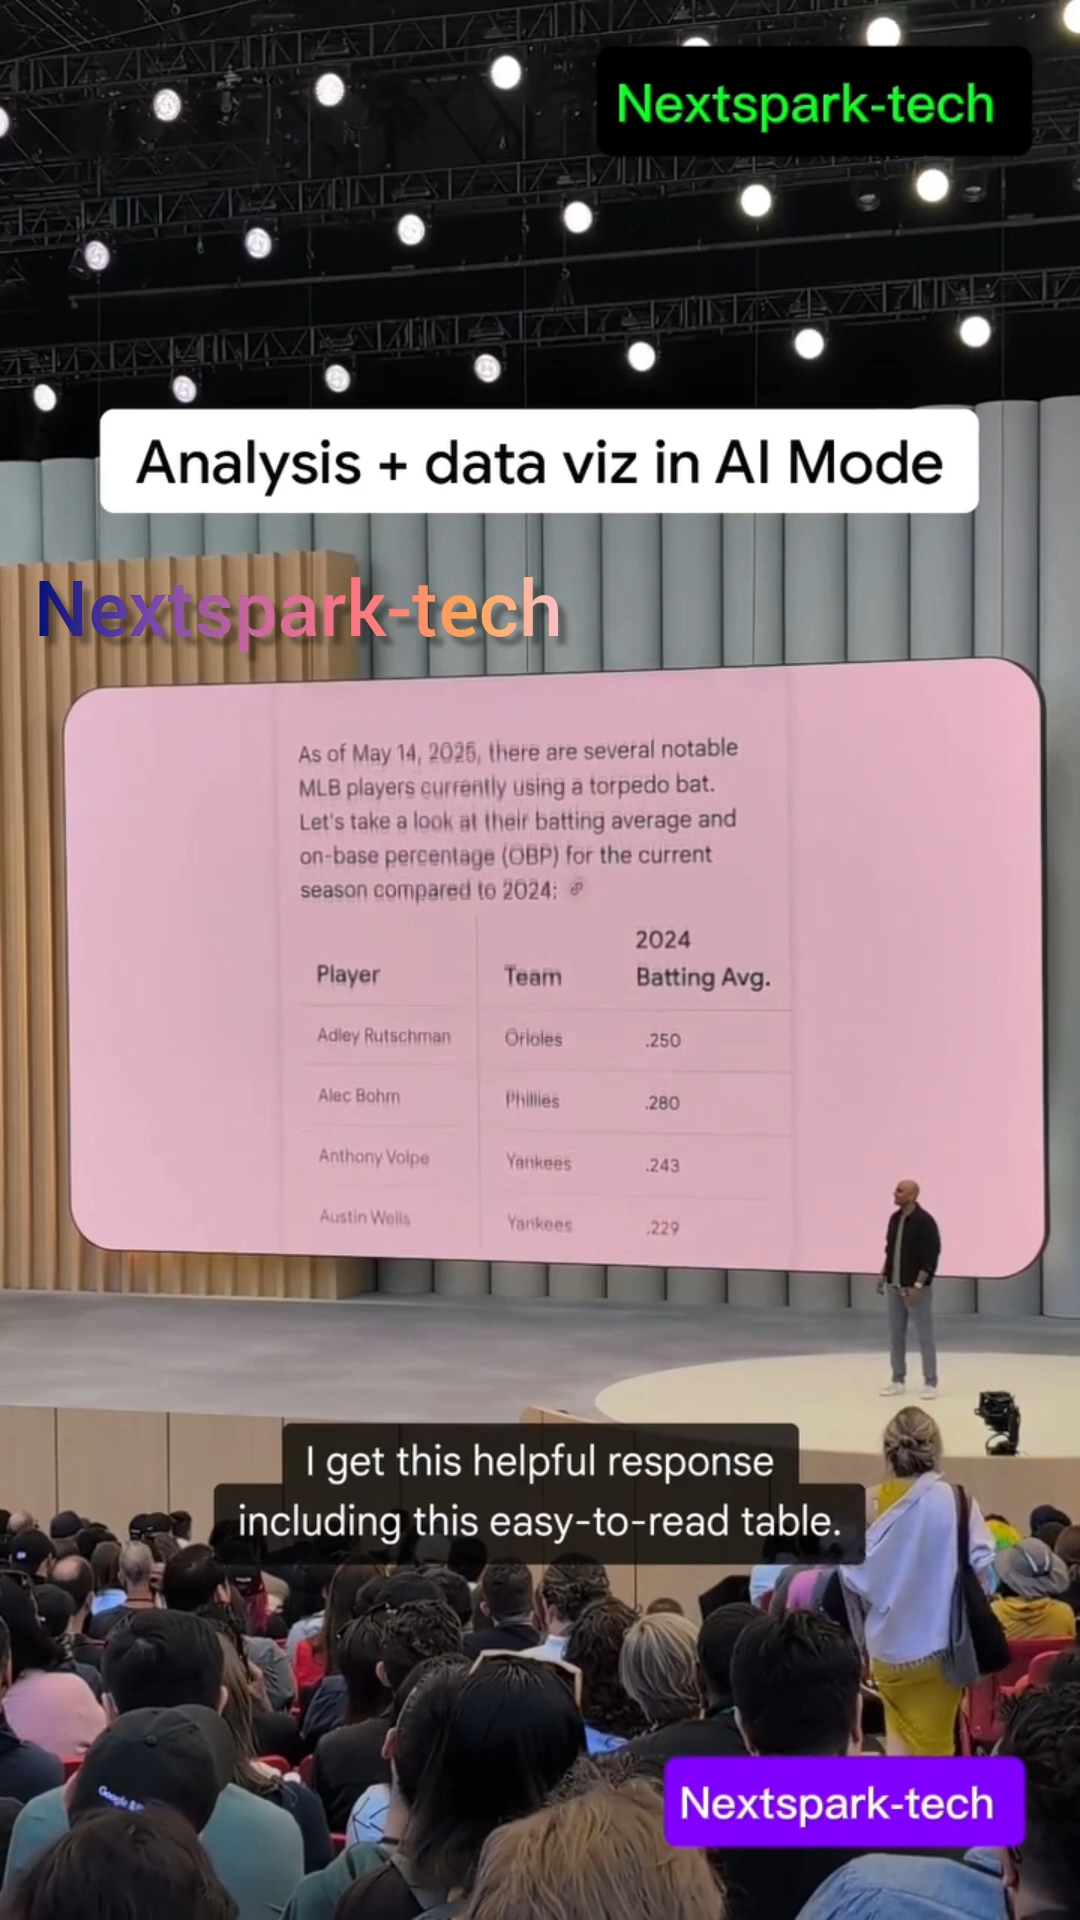 Nextspark-tech
Analysis + data viz in AI Mode
Nextspark-tech
As of May 14, 2025, there are several notable
MLB players currently using a torpedo bat.
Let's take a look at their batting average and
on-base percentage (OBP) for the current
season compared to 2024:
Player Team 2024 Batting Avg.
Adley Rutschman Orioles .250
Alec Bohm Phillies .280
Anthony Volpe Yankees .243
Austin Wells Yankees .229
I get this helpful response
including this easy-to-read table.
Nextspark-tech
Google